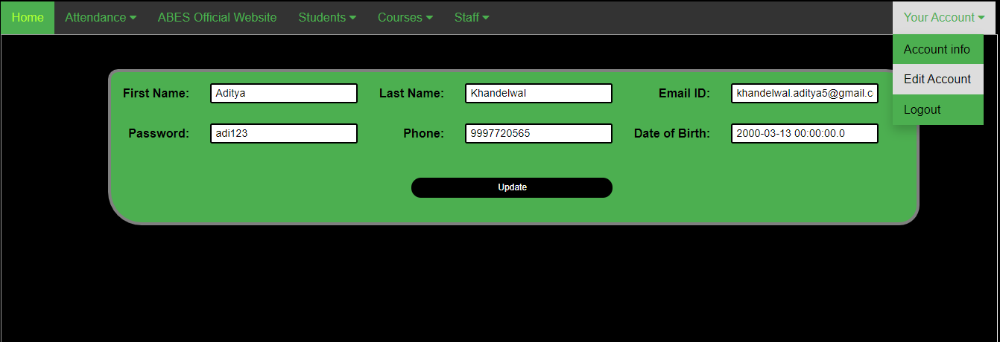 Home Attendance ABES Official Website Students Courses Staff Your Account
Account info
Edit Account
Logout
First Name: Aditya Last Name: Khandelwal Email ID: khandelwal.aditya5@gmail.c
Password: adi123 Phone: 9997720565 Date of Birth: 2000-03-13 00:00:00.0
Update